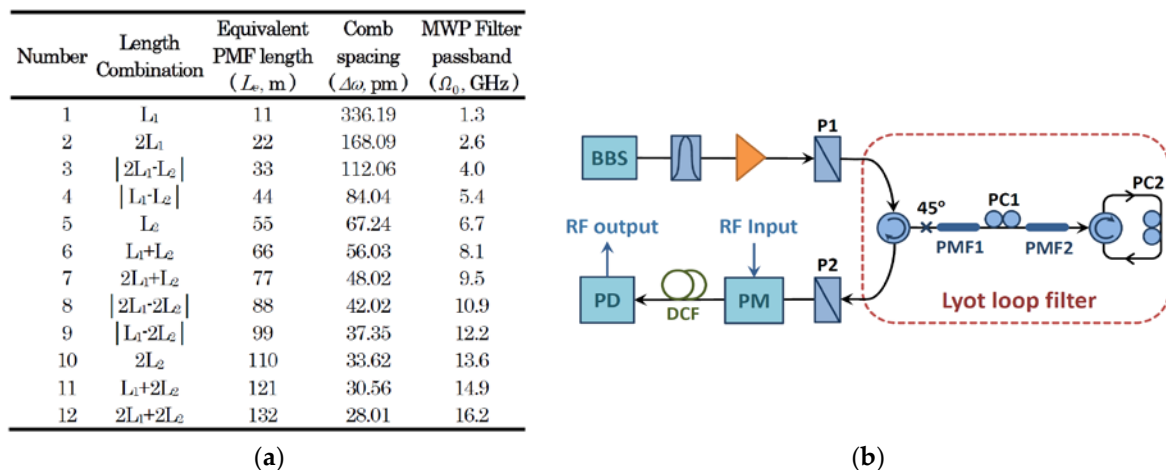 Number Length Combination Equivalent PMF length (Lₑ, m) Comb spacing (Δω, pm) MWP Filter passband (Ω₀, GHz)
1 L₁ 11 336.19 1.3
2 2L₁ 22 168.09 2.6
3 |2L₁-L₂| 33 112.06 4.0
4 |L₁-L₂| 44 84.04 5.4
5 L₂ 55 67.24 6.7
6 L₁+L₂ 66 56.03 8.1
7 2L₁+L₂ 77 48.02 9.5
8 |2L₁-2L₂| 88 42.02 10.9
9 |L₁-2L₂| 99 37.35 12.2
10 2L₂ 110 33.62 13.6
11 L₁+2L₂ 121 30.56 14.9
12 2L₁+2L₂ 132 28.01 16.2
(a)
BBS
P1
45°
PC1
PC2
PMF1
PMF2
RF output
RF Input
P2
PD
DCF
PM
Lyot loop filter
(b)